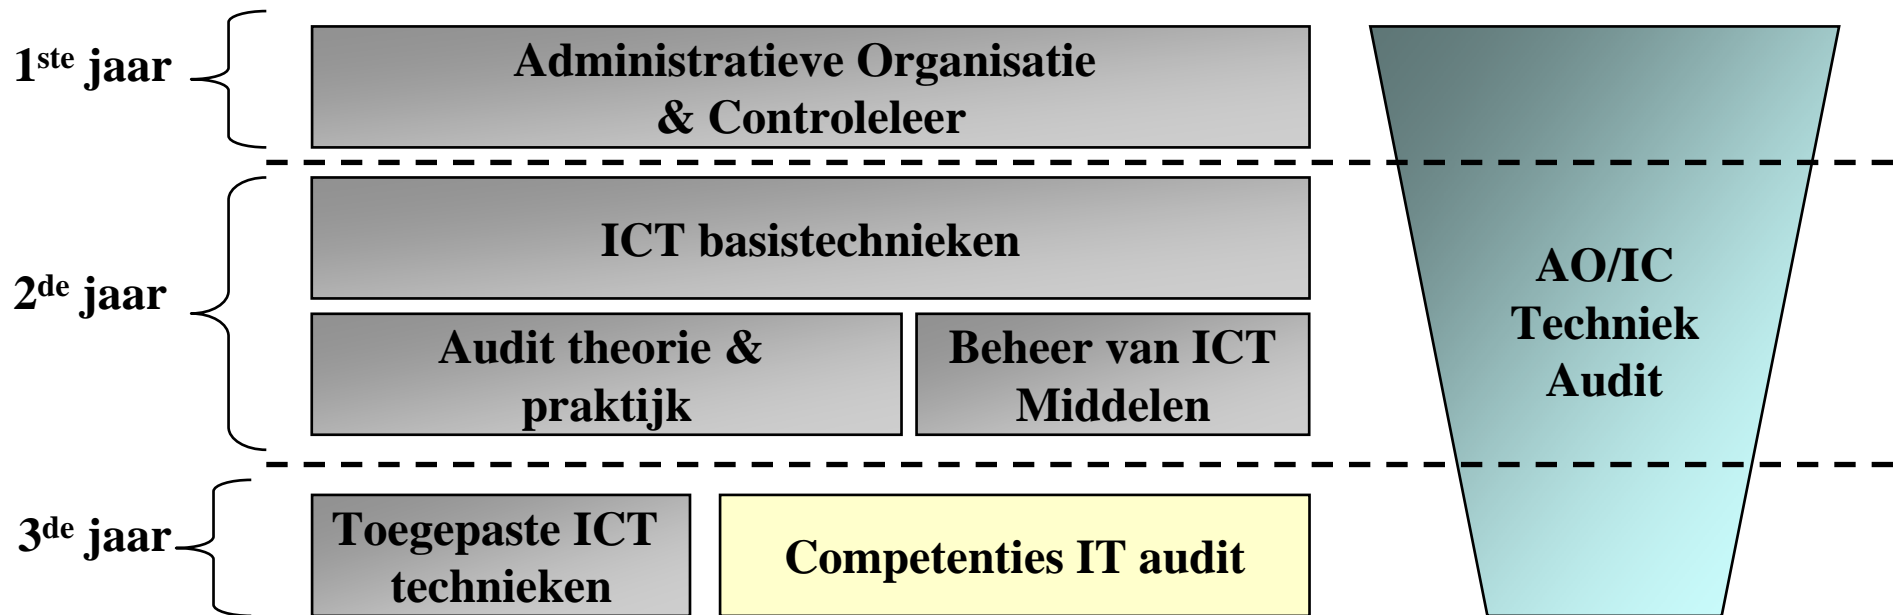 1ste jaar
Administratieve Organisatie
& Controleleer
2de jaar
ICT basistechnieken
Audit theorie &
praktijk
Beheer van ICT
Middelen
3de jaar
Toegepaste ICT
technieken
Competenties IT audit
AO/IC
Techniek
Audit